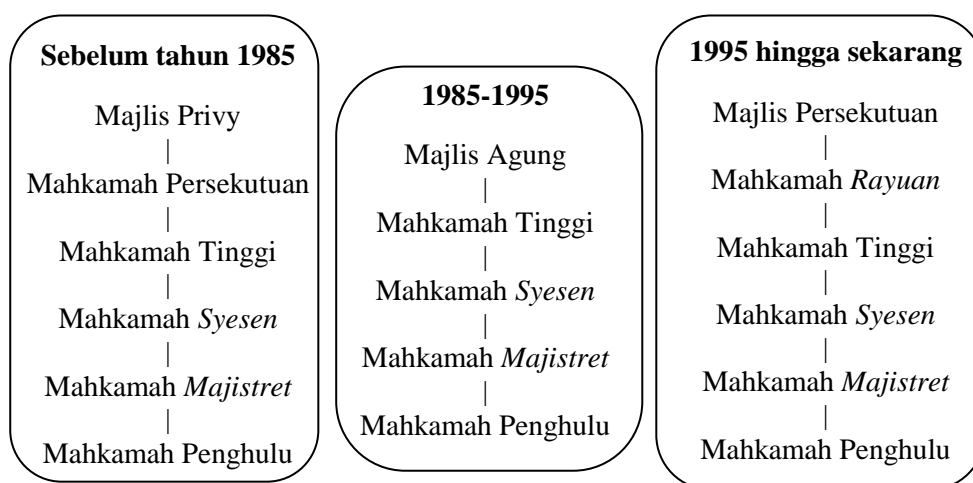 Sebelum tahun 1985
Majlis Privy
Mahkamah Persekutuan
Mahkamah Tinggi
Mahkamah Syesen
Mahkamah Majistret
Mahkamah Penghulu
1985-1995
Majlis Agung
Mahkamah Tinggi
Mahkamah Syesen
Mahkamah Majistret
Mahkamah Penghulu
1995 hingga sekarang
Majlis Persekutuan
Mahkamah Rayuan
Mahkamah Tinggi
Mahkamah Syesen
Mahkamah Majistret
Mahkamah Penghulu